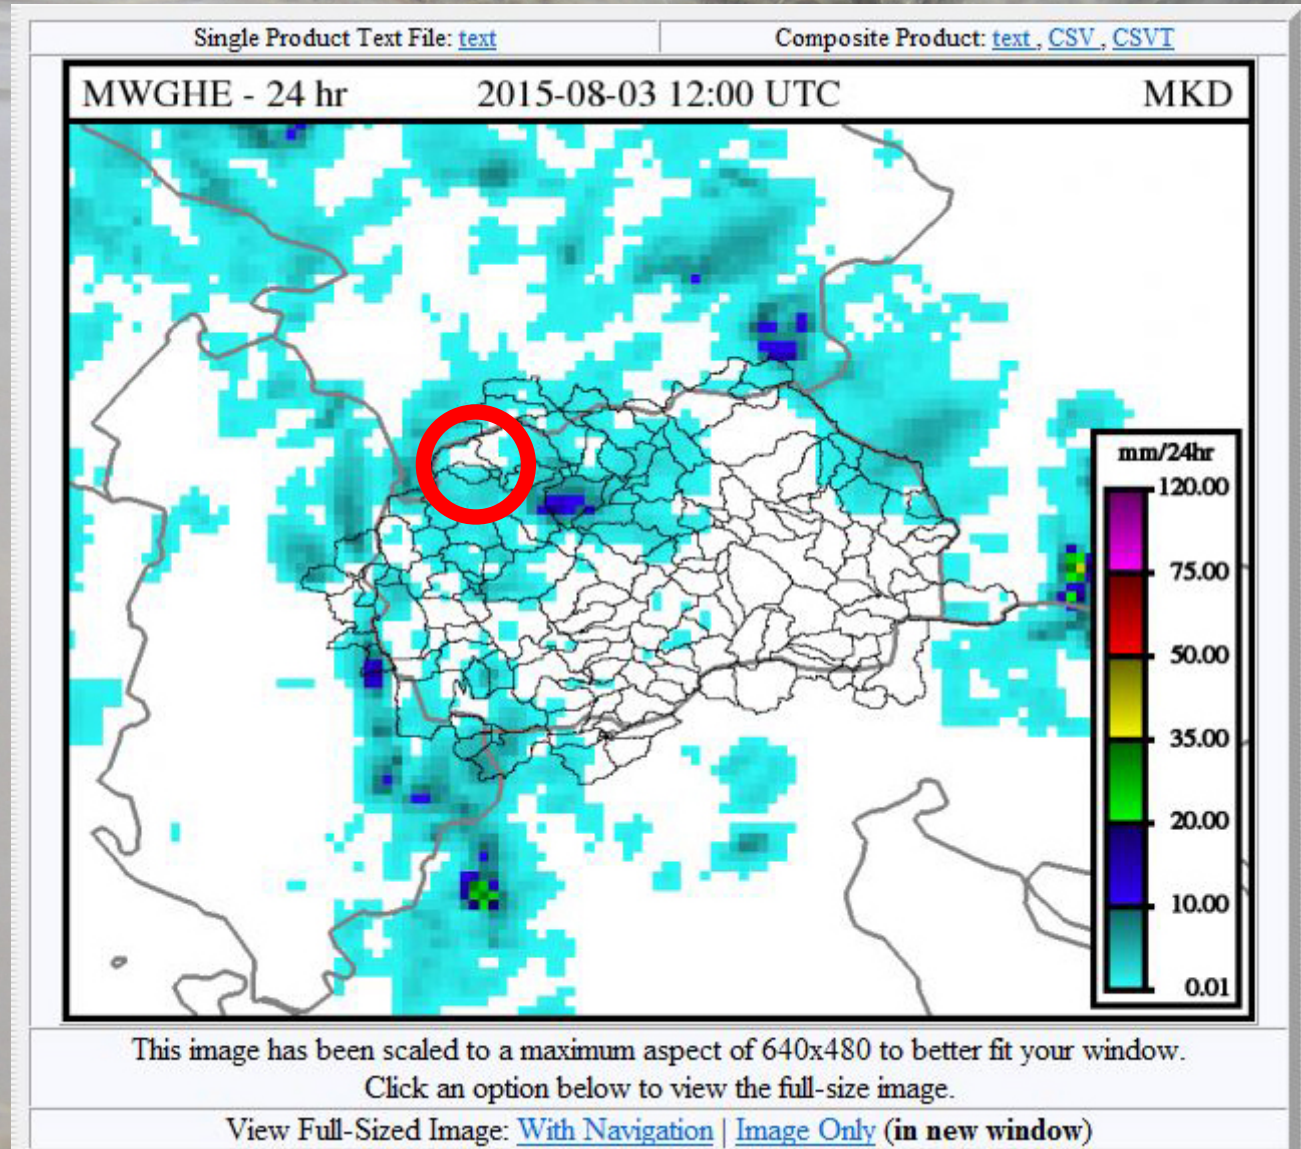 Single Product Text File: text
Composite Product: text , CSV , CSVT
MWGHE - 24 hr 2015-08-03 12:00 UTC MKD
mm/24hr
120.00
75.00
50.00
35.00
20.00
10.00
0.01
This image has been scaled to a maximum aspect of 640x480 to better fit your window.
Click an option below to view the full-size image.
View Full-Sized Image: With Navigation | Image Only (in new window)